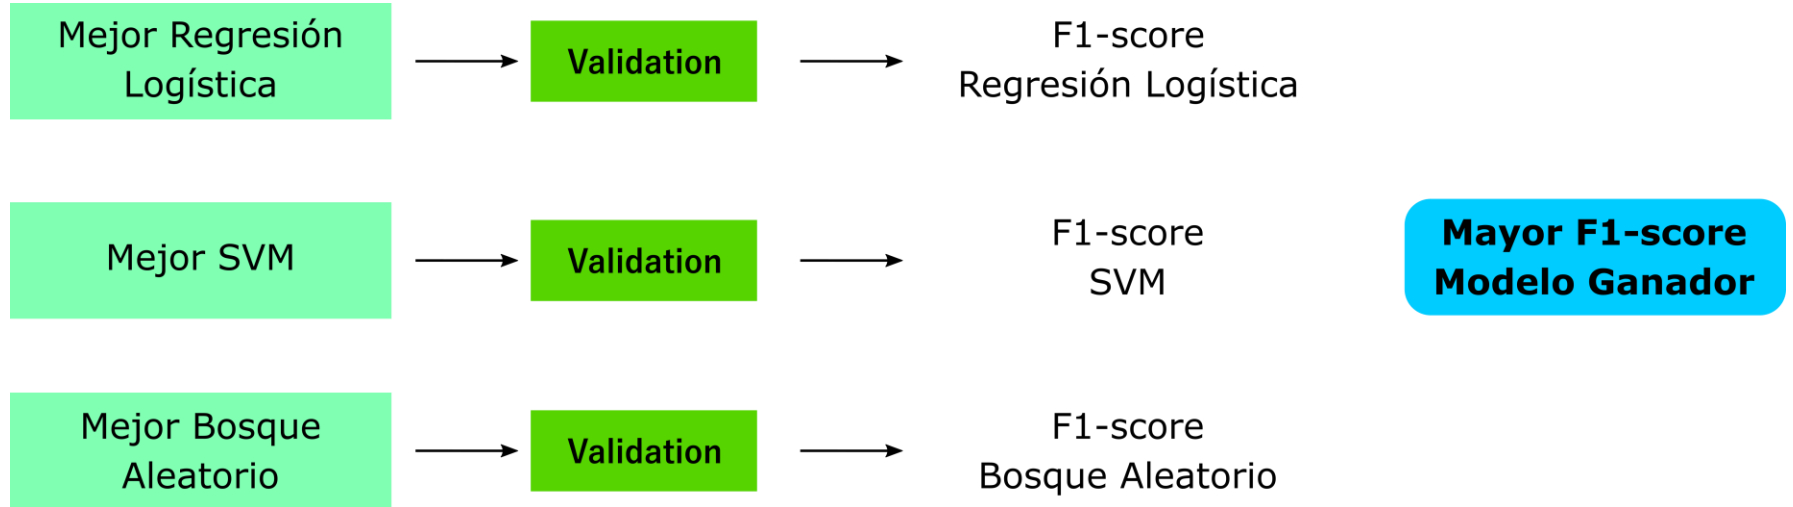 Mejor Regresión
Logística
Validation
F1-score
Regresión Logística
Mejor SVM
Validation
F1-score
SVM
Mayor F1-score
Modelo Ganador
Mejor Bosque
Aleatorio
Validation
F1-score
Bosque Aleatorio